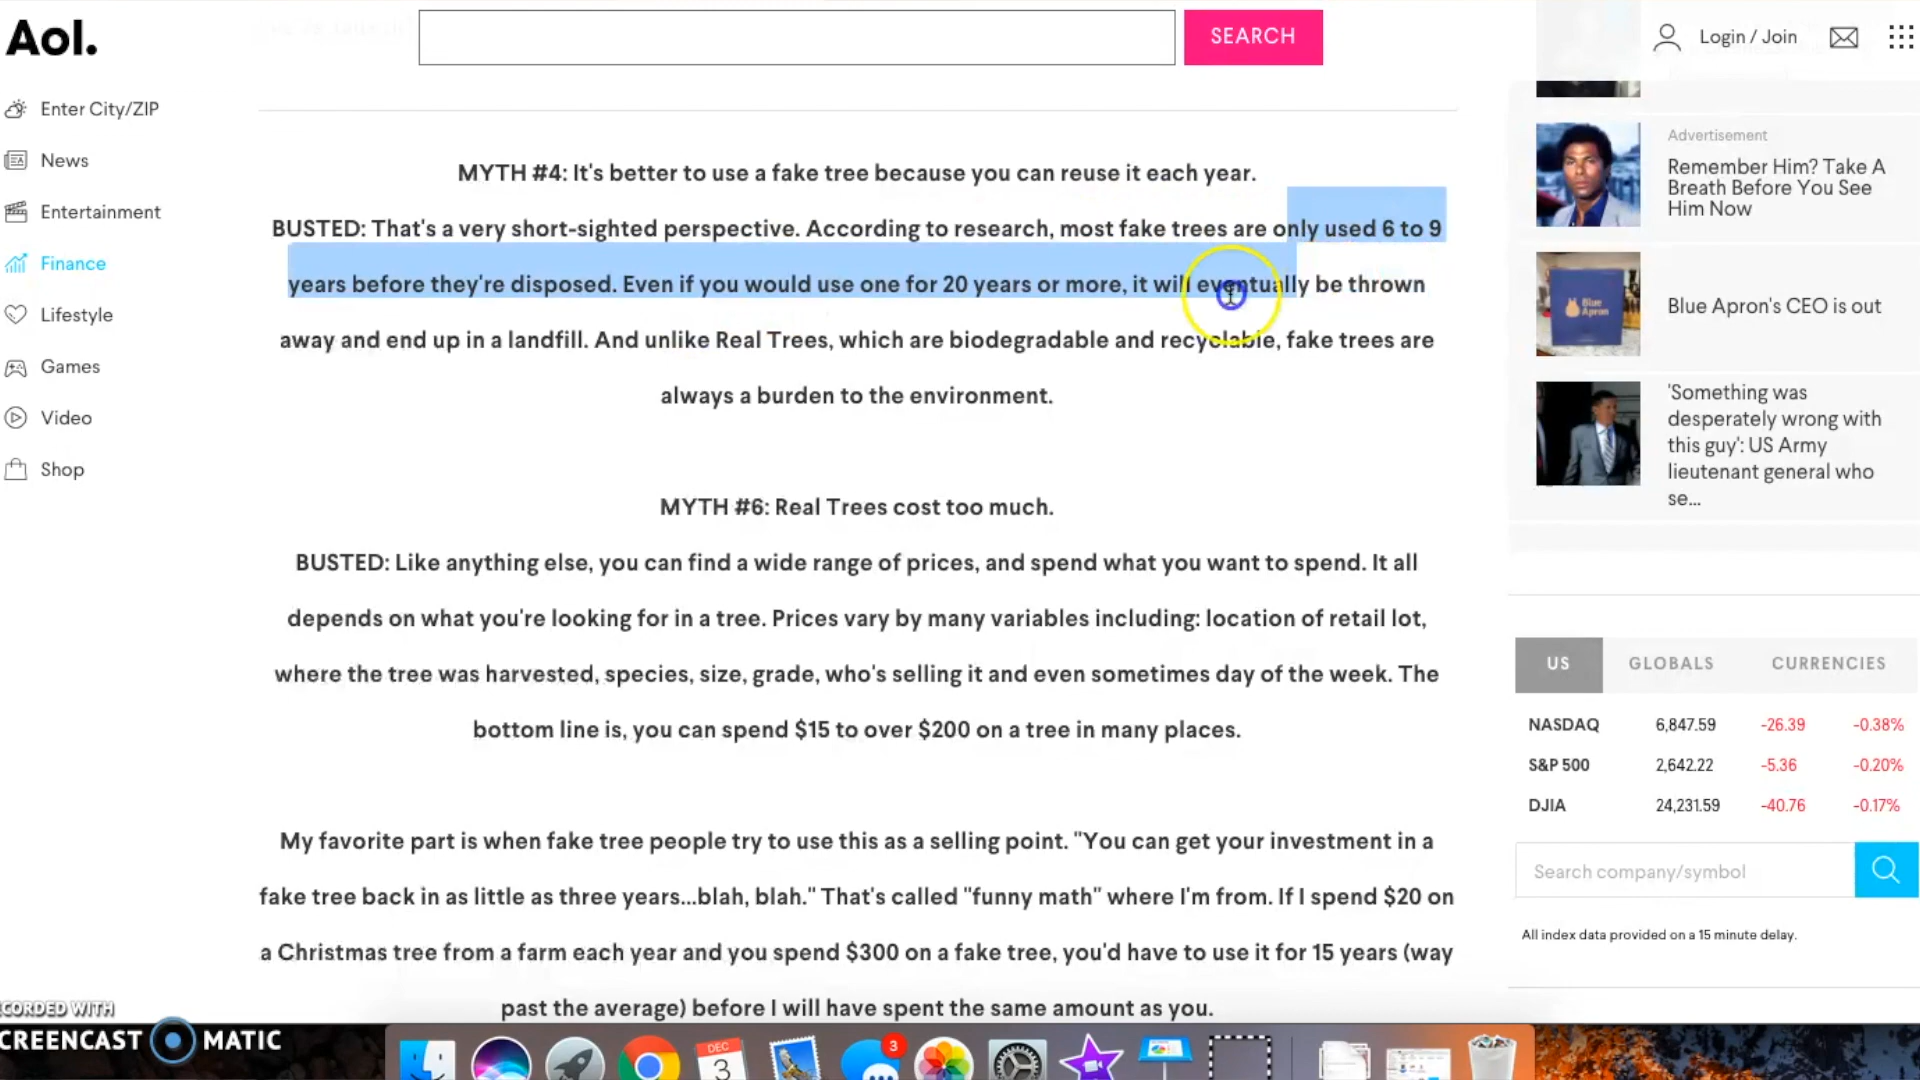 Aol.
SEARCH
Login / Join
Enter City/ZIP
News
Entertainment
Finance
Lifestyle
Games
Video
Shop
MYTH #4: It's better to use a fake tree because you can reuse it each year.
BUSTED: That's a very short-sighted perspective. According to research, most fake trees are only used 6 to 9
years before they're disposed. Even if you would use one for 20 years or more, it will eventually be thrown
away and end up in a landfill. And unlike Real Trees, which are biodegradable and recyclable, fake trees are
always a burden to the environment.
MYTH #6: Real Trees cost too much.
BUSTED: Like anything else, you can find a wide range of prices, and spend what you want to spend. It all
depends on what you're looking for in a tree. Prices vary by many variables including: location of retail lot,
where the tree was harvested, species, size, grade, who's selling it and even sometimes day of the week. The
bottom line is, you can spend $15 to over $200 on a tree in many places.
My favorite part is when fake tree people try to use this as a selling point. "You can get your investment in a
fake tree back in as little as three years...blah, blah." That's called "funny math" where I'm from. If I spend $20 on
a Christmas tree from a farm each year and you spend $300 on a fake tree, you'd have to use it for 15 years (way
past the average) before I will have spent the same amount as you.
Advertisement
Remember Him? Take A
Breath Before You See
Him Now
Blue
Apron
Blue Apron's CEO is out
'Something was
desperately wrong with
this guy': US Army
lieutenant general who
se...
US GLOBALS CURRENCIES
NASDAQ 6,847.59 -26.39 -0.38%
S&P 500 2,642.22 -5.36 -0.20%
DJIA 24,231.59 -40.76 -0.17%
Search company/symbol
All index data provided on a 15 minute delay.
CORDED WITH
CREENCAST MATIC
DEC
3
3